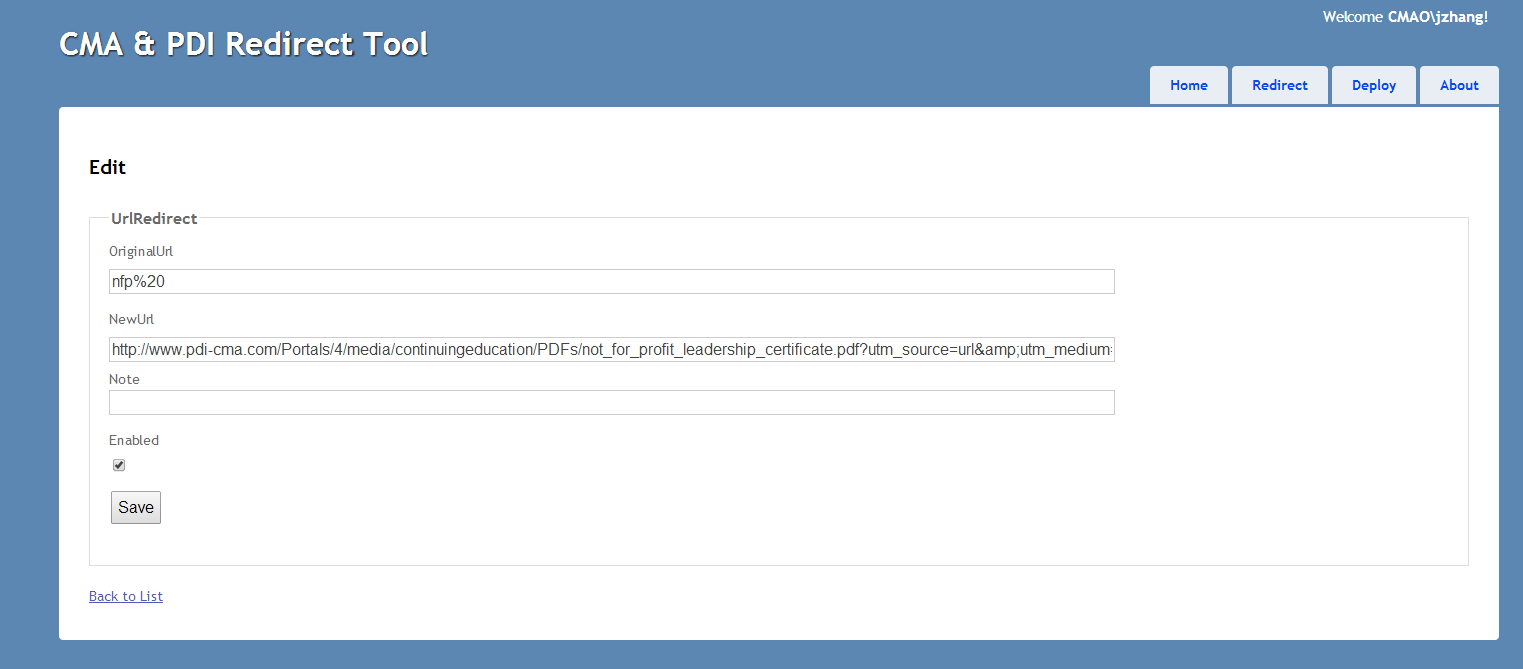 Welcome CMAO\jzhang!
CMA & PDI Redirect Tool
Home Redirect Deploy About
Edit
UrlRedirect
OriginalUrl
nfp%20
NewUrl
http://www.pdi-cma.com/Portals/4/media/continuingeducation/PDFs/not_for_profit_leadership_certificate.pdf?utm_source=url&amp;utm_medium=
Note
Enabled
Save
Back to List